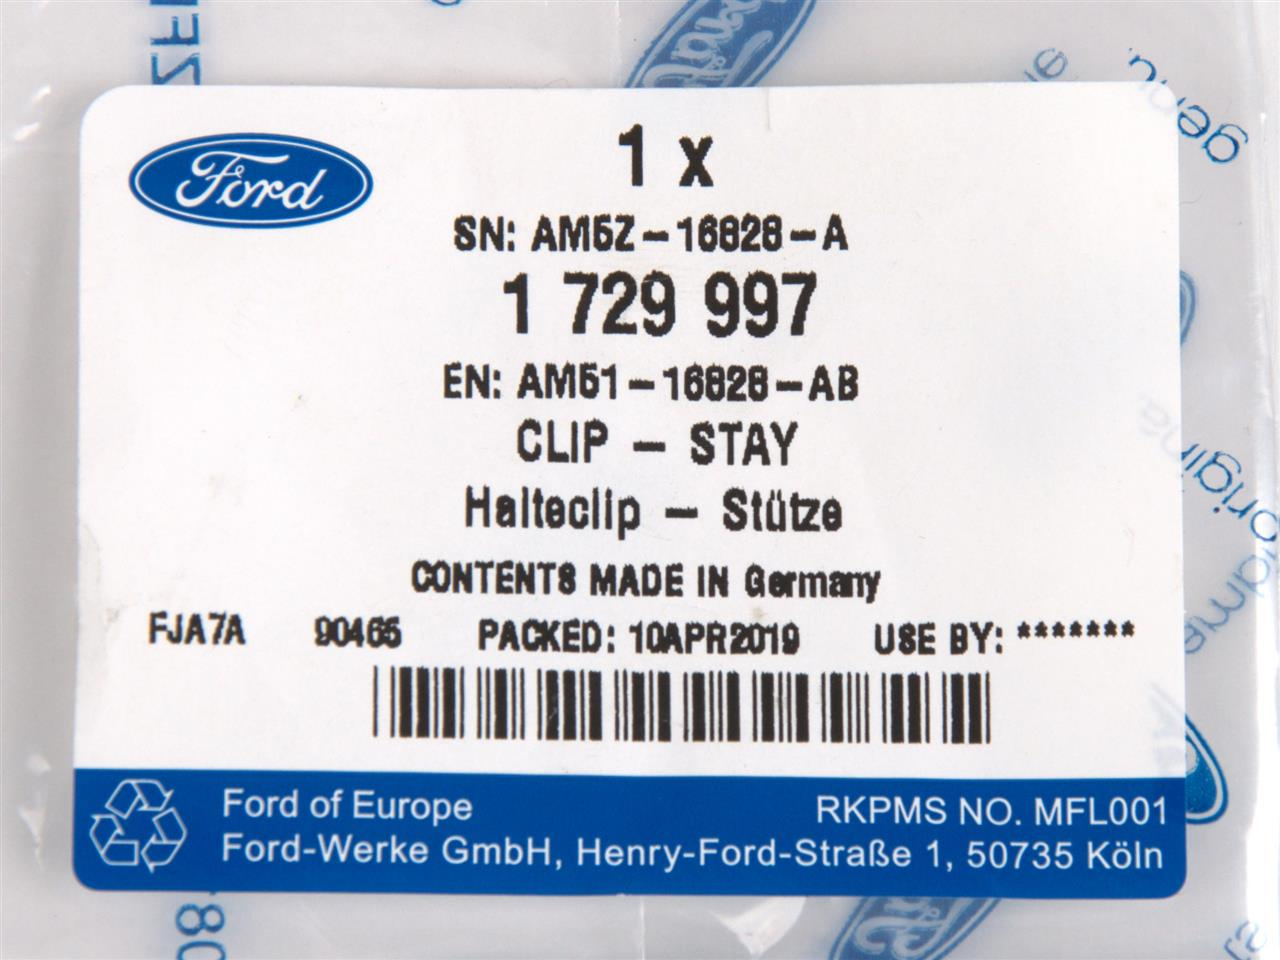 Ford
1 x
SN: AM5Z-16828-A
1 729 997
EN: AM51-16828-AB
CLIP - STAY
Halteclip - Stütze
CONTENTS MADE IN Germany
FJA7A 90465 PACKED: 10APR2019 USE BY: *******
Ford of Europe RKPMS NO. MFL001
Ford-Werke GmbH, Henry-Ford-Straße 1, 50735 Köln